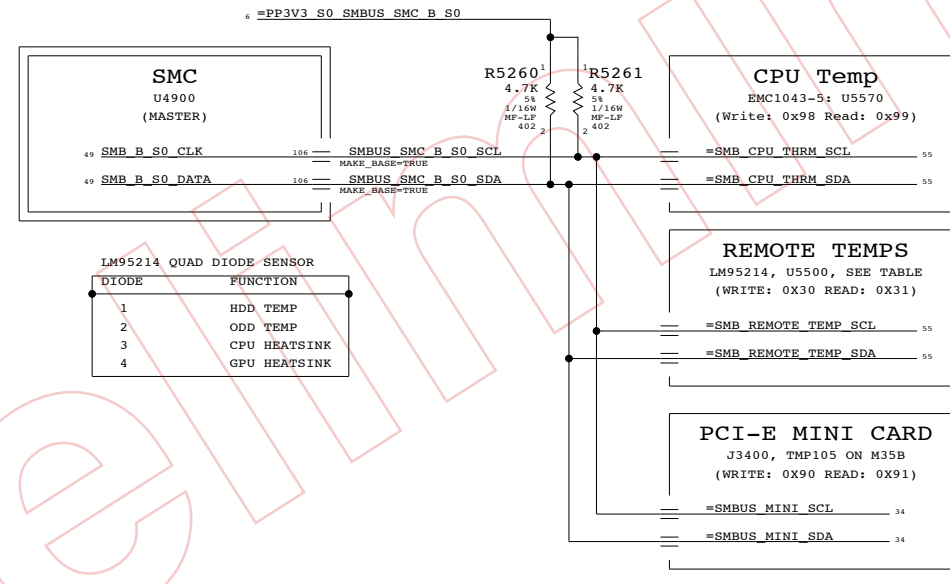 6 =PP3V3_S0_SMBUS_SMC_B_S0
SMC
U4900
(MASTER)
49 SMB_B_S0_CLK
106 SMBUS_SMC_B_S0_SCL
MAKE_BASE=TRUE
49 SMB_B_S0_DATA
106 SMBUS_SMC_B_S0_SDA
MAKE_BASE=TRUE
R5260 1
4.7K
5%
1/16W
MF-LF
402
2
1 R5261
4.7K
5%
1/16W
MF-LF
402
2
CPU Temp
EMC1043-5: U5570
(Write: 0x98 Read: 0x99)
=SMB_CPU_THRM_SCL 55
=SMB_CPU_THRM_SDA 55
LM95214 QUAD DIODE SENSOR
DIODE FUNCTION
1 HDD TEMP
2 ODD TEMP
3 CPU HEATSINK
4 GPU HEATSINK
REMOTE TEMPS
LM95214, U5500, SEE TABLE
(WRITE: 0X30 READ: 0X31)
=SMB_REMOTE_TEMP_SCL 55
=SMB_REMOTE_TEMP_SDA 55
PCI-E MINI CARD
J3400, TMP105 ON M35B
(WRITE: 0X90 READ: 0X91)
=SMBUS_MINI_SCL 34
=SMBUS_MINI_SDA 34
elimi